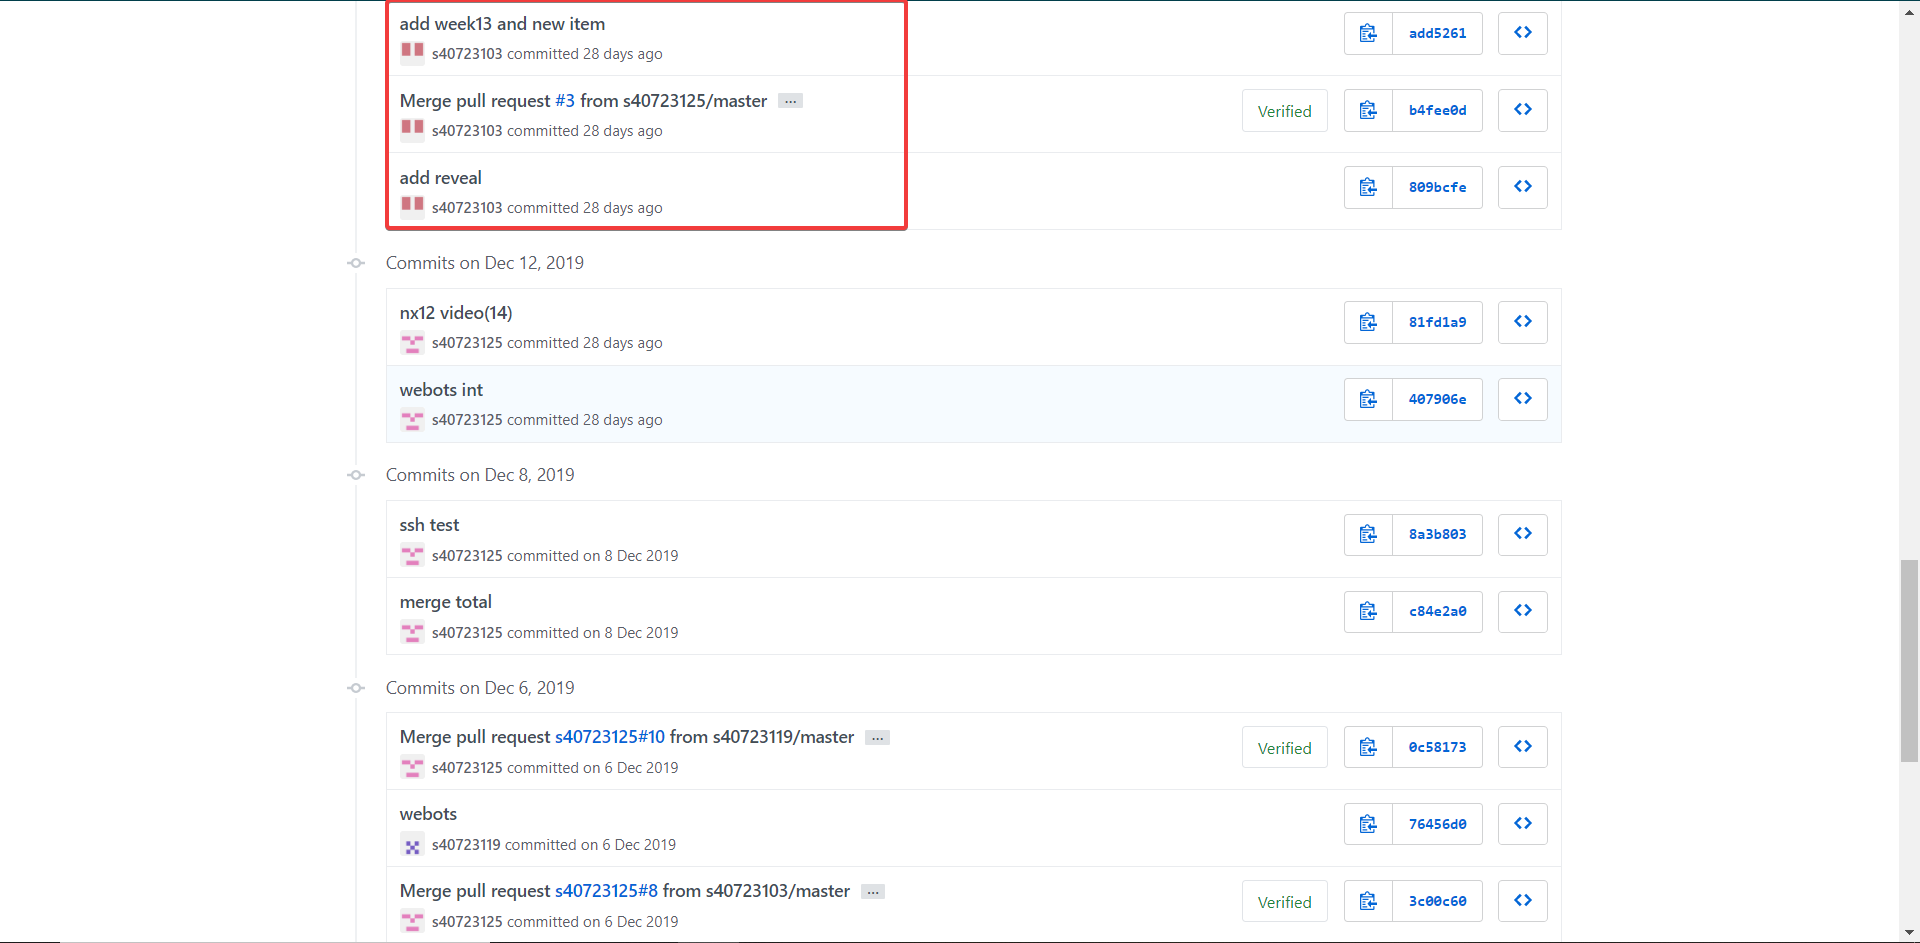 add week13 and new item
s40723103 committed 28 days ago
add5261
Merge pull request #3 from s40723125/master ...
s40723103 committed 28 days ago
Verified
b4fee0d
add reveal
s40723103 committed 28 days ago
809bcfe
Commits on Dec 12, 2019
nx12 video(14)
s40723125 committed 28 days ago
81fd1a9
webots int
s40723125 committed 28 days ago
407906e
Commits on Dec 8, 2019
ssh test
s40723125 committed on 8 Dec 2019
8a3b803
merge total
s40723125 committed on 8 Dec 2019
c84e2a0
Commits on Dec 6, 2019
Merge pull request s40723125#10 from s40723119/master ...
s40723125 committed on 6 Dec 2019
Verified
0c58173
webots
s40723119 committed on 6 Dec 2019
76456d0
Merge pull request s40723125#8 from s40723103/master ...
s40723125 committed on 6 Dec 2019
Verified
3c00c60